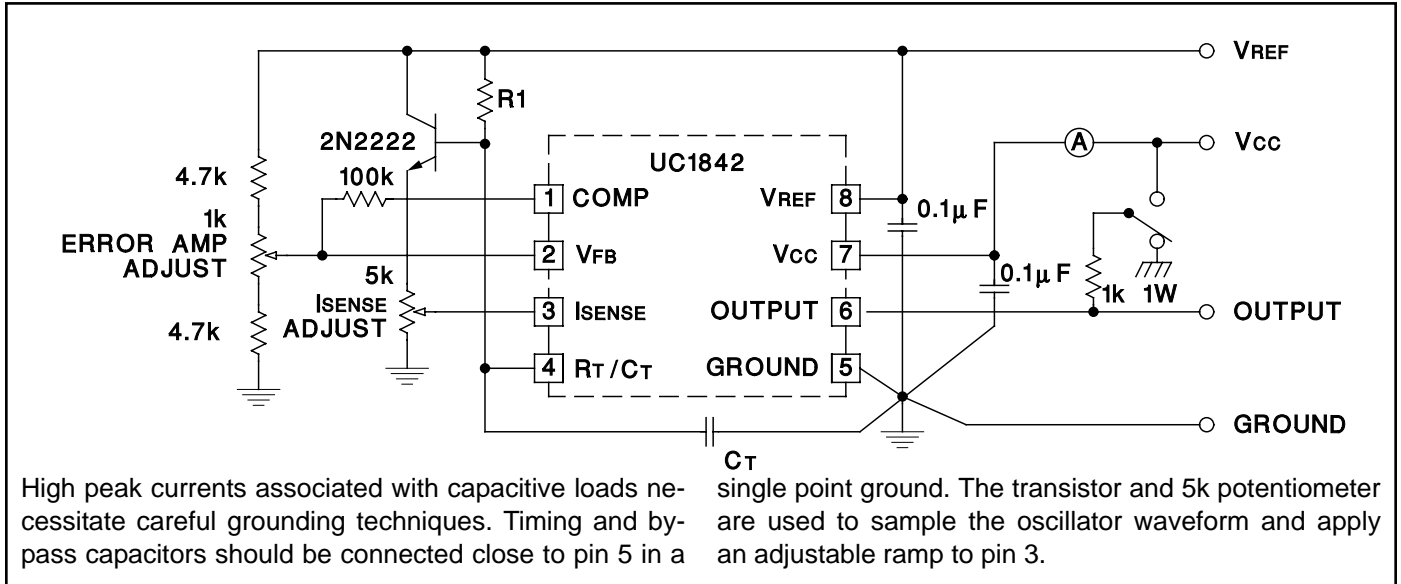 VREF
R1
2N2222
UC1842
A
VCC
4.7k
100k
1 COMP
VREF 8
0.1μF
1k
ERROR AMP
ADJUST
2 VFB
VCC 7
0.1μF
5k
ISENSE
ADJUST
3 ISENSE
OUTPUT 6
1k 1W
OUTPUT
4.7k
4 RT/CT
GROUND 5
GROUND
CT
High peak currents associated with capacitive loads ne-
cessitate careful grounding techniques. Timing and by-
pass capacitors should be connected close to pin 5 in a
single point ground. The transistor and 5k potentiometer
are used to sample the oscillator waveform and apply
an adjustable ramp to pin 3.